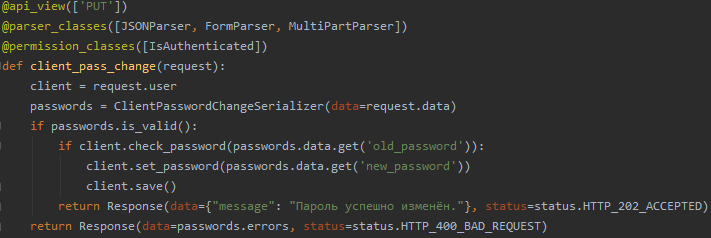 @api_view(['PUT'])
@parser_classes([JSONParser, FormParser, MultiPartParser])
@permission_classes([IsAuthenticated])
def client_pass_change(request):
    client = request.user
    passwords = ClientPasswordChangeSerializer(data=request.data)
    if passwords.is_valid():
        if client.check_password(passwords.data.get('old_password')):
            client.set_password(passwords.data.get('new_password'))
            client.save()
        return Response(data={"message": "Пароль успешно изменён."}, status=status.HTTP_202_ACCEPTED)
    return Response(data=passwords.errors, status=status.HTTP_400_BAD_REQUEST)